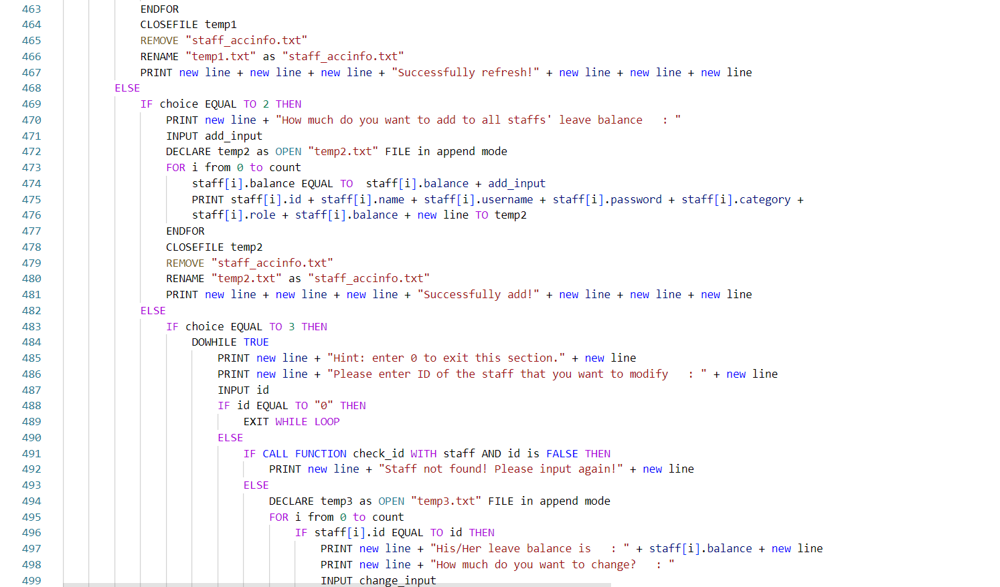 463 ENDFOR
464 CLOSEFILE temp1
465 REMOVE "staff_accinfo.txt"
466 RENAME "temp1.txt" as "staff_accinfo.txt"
467 PRINT new line + new line + new line + "Successfully refresh!" + new line + new line + new line
468 ELSE
469 IF choice EQUAL TO 2 THEN
470 PRINT new line + "How much do you want to add to all staffs' leave balance   : "
471 INPUT add_input
472 DECLARE temp2 as OPEN "temp2.txt" FILE in append mode
473 FOR i from 0 to count
474 staff[i].balance EQUAL TO  staff[i].balance + add_input
475 PRINT staff[i].id + staff[i].name + staff[i].username + staff[i].password + staff[i].category +
476 staff[i].role + staff[i].balance + new line TO temp2
477 ENDFOR
478 CLOSEFILE temp2
479 REMOVE "staff_accinfo.txt"
480 RENAME "temp2.txt" as "staff_accinfo.txt"
481 PRINT new line + new line + new line + "Successfully add!" + new line + new line + new line
482 ELSE
483 IF choice EQUAL TO 3 THEN
484 DOWHILE TRUE
485 PRINT new line + "Hint: enter 0 to exit this section." + new line
486 PRINT new line + "Please enter ID of the staff that you want to modify   : " + new line
487 INPUT id
488 IF id EQUAL TO "0" THEN
489 EXIT WHILE LOOP
490 ELSE
491 IF CALL FUNCTION check_id WITH staff AND id is FALSE THEN
492 PRINT new line + "Staff not found! Please input again!" + new line
493 ELSE
494 DECLARE temp3 as OPEN "temp3.txt" FILE in append mode
495 FOR i from 0 to count
496 IF staff[i].id EQUAL TO id THEN
497 PRINT new line + "His/Her leave balance is   : " + staff[i].balance + new line
498 PRINT new line + "How much do you want to change?   : "
499 INPUT change_input